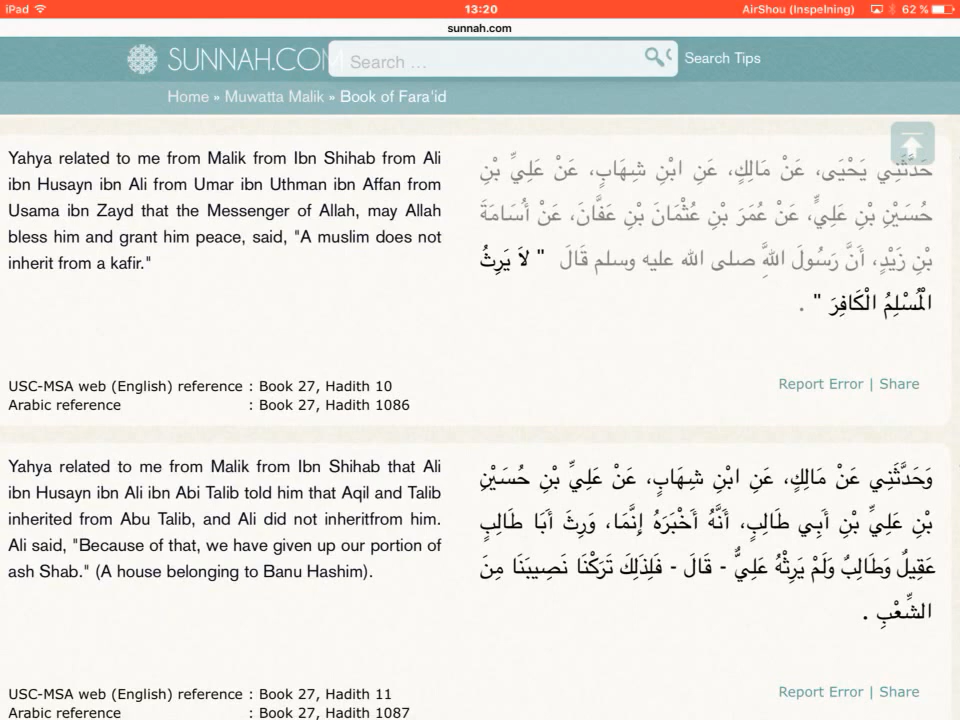 iPad 13:20 AirShou (Inspelning) 62 %
sunnah.com
SUNNAH.COM Search ... Search Tips
Home » Muwatta Malik » Book of Fara'id
Yahya related to me from Malik from Ibn Shihab from Ali
ibn Husayn ibn Ali from Umar ibn Uthman ibn Affan from
Usama ibn Zayd that the Messenger of Allah, may Allah
bless him and grant him peace, said, "A muslim does not
inherit from a kafir."
حَدَّثَنِي يَحْيَى، عَنْ مَالِكٍ، عَنِ ابْنِ شِهَابٍ، عَنْ عَلِيِّ بْنِ
حُسَيْنِ بْنِ عَلِيٍّ، عَنْ عُمَرَ بْنِ عُثْمَانَ بْنِ عَفَّانَ، عَنْ أُسَامَةَ
بْنِ زَيْدٍ، أَنَّ رَسُولَ اللَّهِ صلى الله عليه وسلم قَالَ ‏ "‏ لاَ يَرِثُ
الْمُسْلِمُ الْكَافِرَ ‏"‏ ‏.‏
USC-MSA web (English) reference : Book 27, Hadith 10
Arabic reference : Book 27, Hadith 1086
Report Error | Share
Yahya related to me from Malik from Ibn Shihab that Ali
ibn Husayn ibn Ali ibn Abi Talib told him that Aqil and Talib
inherited from Abu Talib, and Ali did not inheritfrom him.
Ali said, "Because of that, we have given up our portion of
ash Shab." (A house belonging to Banu Hashim).
وَحَدَّثَنِي عَنْ مَالِكٍ، عَنِ ابْنِ شِهَابٍ، عَنْ عَلِيِّ بْنِ حُسَيْنِ
بْنِ عَلِيِّ بْنِ أَبِي طَالِبٍ، أَنَّهُ أَخْبَرَهُ إِنَّمَا، وَرِثَ أَبَا طَالِبٍ
عَقِيلٌ وَطَالِبٌ وَلَمْ يَرِثْهُ عَلِيٌّ - قَالَ - فَلِذَلِكَ تَرَكْنَا نَصِيبَنَا مِنَ
الشِّعْبِ ‏.‏
USC-MSA web (English) reference : Book 27, Hadith 11
Arabic reference : Book 27, Hadith 1087
Report Error | Share